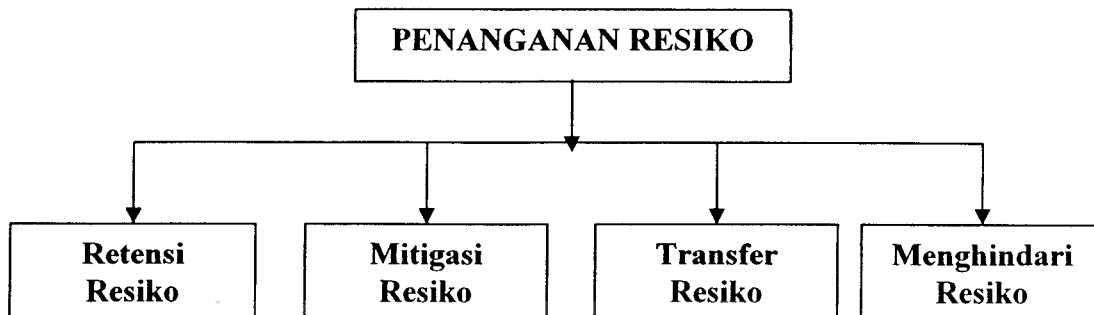 PENANGANAN RESIKO
Retensi
Resiko
Mitigasi
Resiko
Transfer
Resiko
Menghindari
Resiko